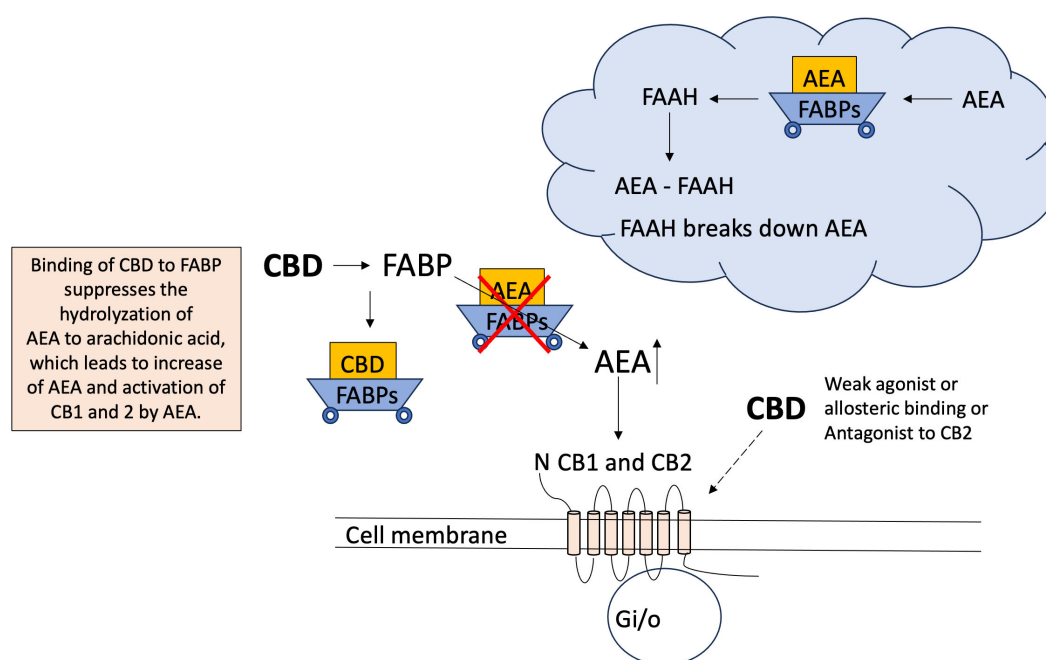 AEA
FAAH
FABPs
AEA
AEA - FAAH
FAAH breaks down AEA
Binding of CBD to FABP
suppresses the
hydrolyzation of
AEA to arachidonic acid,
which leads to increase
of AEA and activation of
CB1 and 2 by AEA.
CBD
FABP
AEA
FABPs
CBD
FABPs
AEA
CBD
Weak agonist or
allosteric binding or
Antagonist to CB2
N CB1 and CB2
Cell membrane
Gi/o